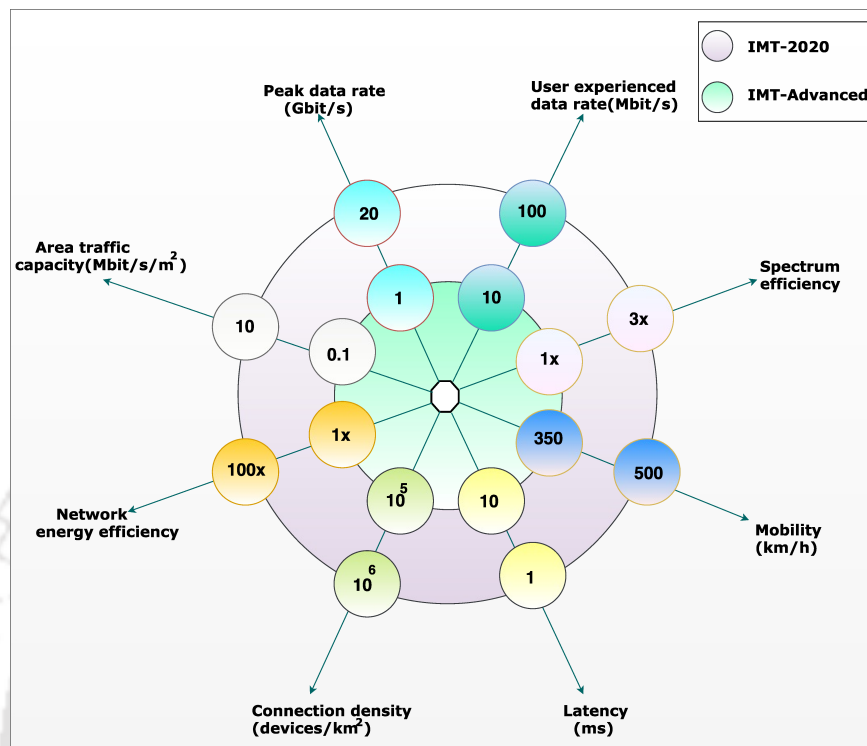 IMT-2020
IMT-Advanced
Peak data rate
(Gbit/s)
User experienced
data rate(Mbit/s)
20
100
Area traffic
capacity(Mbit/s/m²)
Spectrum
efficiency
1
10
10
3x
0.1
1x
1x
350
100x
500
10⁵
10
Network
energy efficiency
Mobility
(km/h)
10⁶
1
Connection density
(devices/km²)
Latency
(ms)